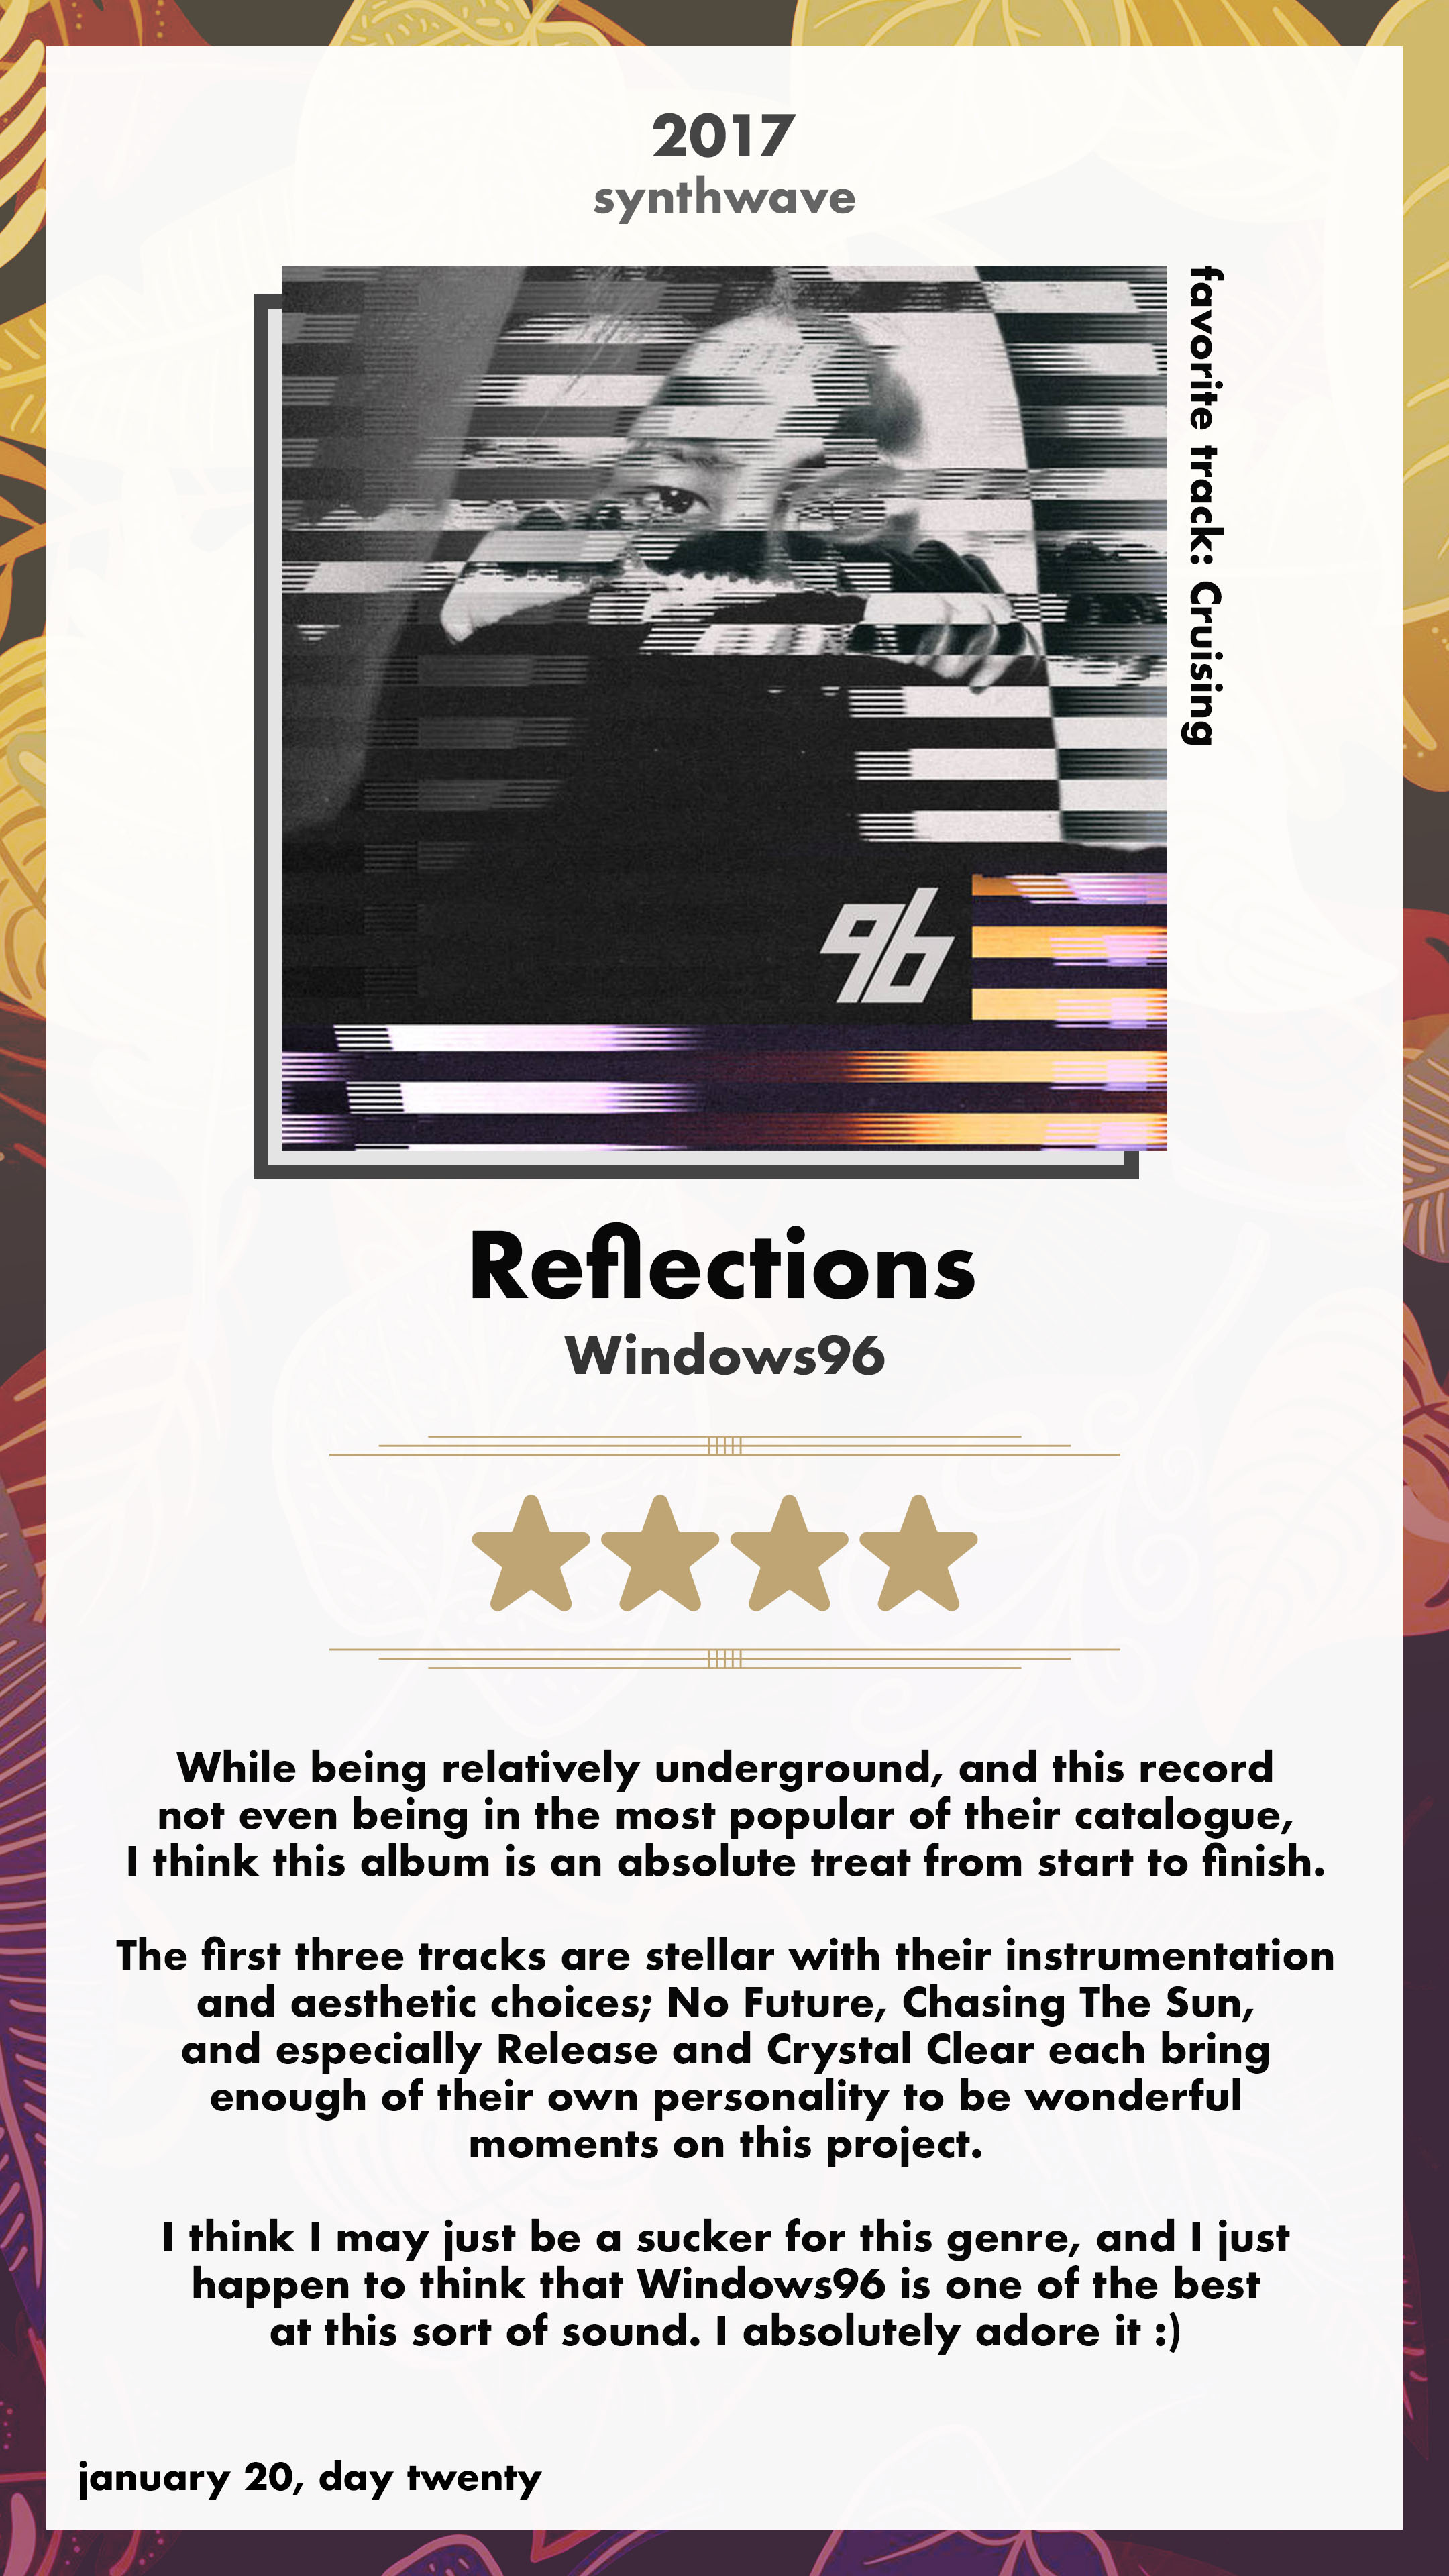 2017
synthwave
favorite track: Cruising
96
Reflections
Windows96
While being relatively underground, and this record
not even being in the most popular of their catalogue,
I think this album is an absolute treat from start to finish.
The first three tracks are stellar with their instrumentation
and aesthetic choices; No Future, Chasing The Sun,
and especially Release and Crystal Clear each bring
enough of their own personality to be wonderful
moments on this project.
I think I may just be a sucker for this genre, and I just
happen to think that Windows96 is one of the best
at this sort of sound. I absolutely adore it :)
january 20, day twenty